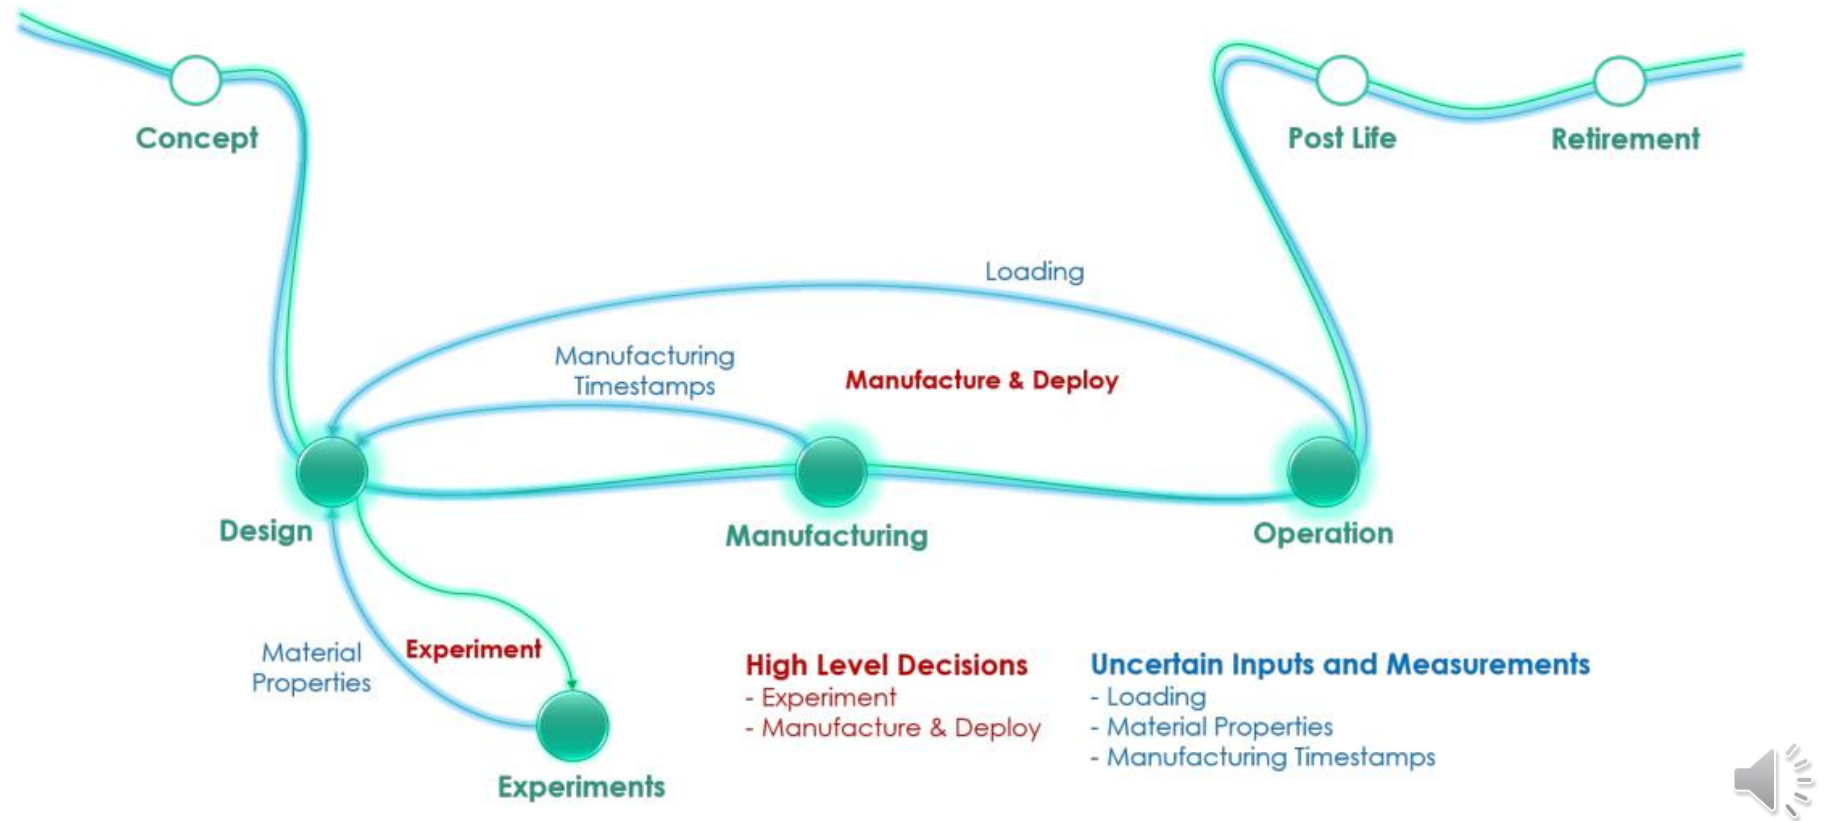 Concept
Post Life
Retirement
Loading
Manufacturing
Timestamps
Manufacture & Deploy
Design
Manufacturing
Operation
Material
Properties
Experiment
Experiments
High Level Decisions
- Experiment
- Manufacture & Deploy
Uncertain Inputs and Measurements
- Loading
- Material Properties
- Manufacturing Timestamps